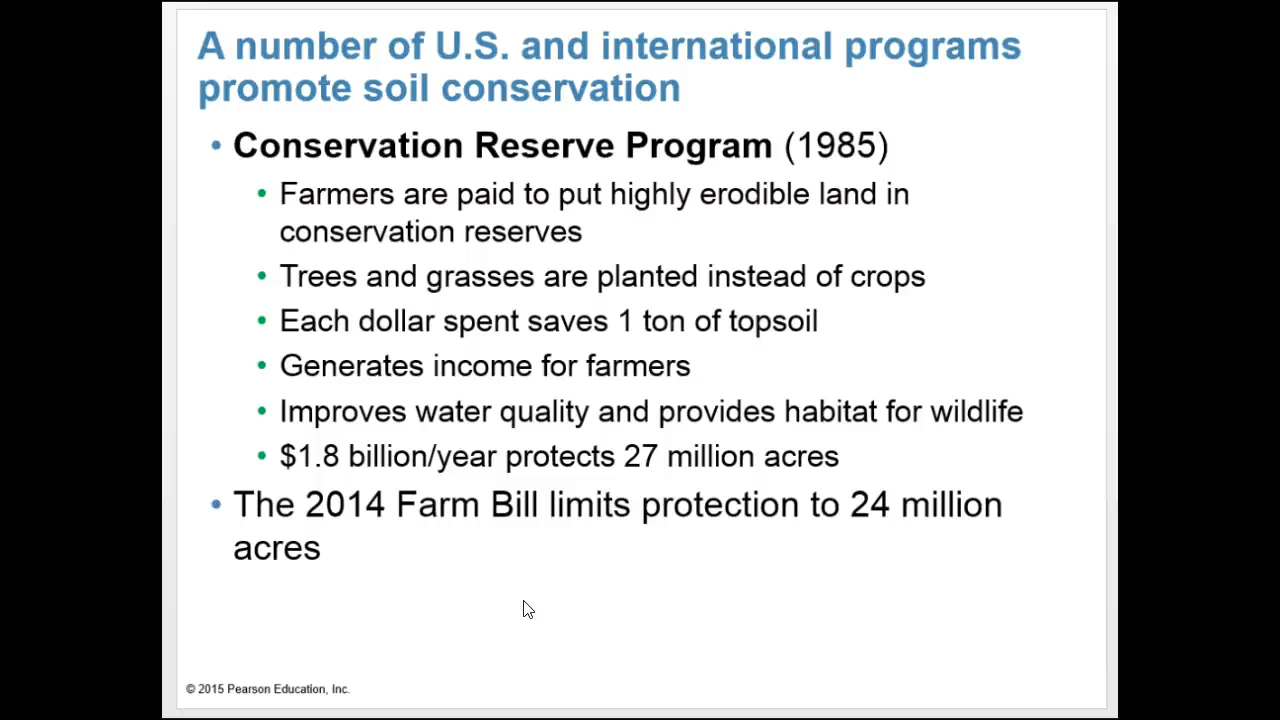 A number of U.S. and international programs
promote soil conservation
• Conservation Reserve Program (1985)
• Farmers are paid to put highly erodible land in
conservation reserves
• Trees and grasses are planted instead of crops
• Each dollar spent saves 1 ton of topsoil
• Generates income for farmers
• Improves water quality and provides habitat for wildlife
• $1.8 billion/year protects 27 million acres
• The 2014 Farm Bill limits protection to 24 million
acres
© 2015 Pearson Education, Inc.